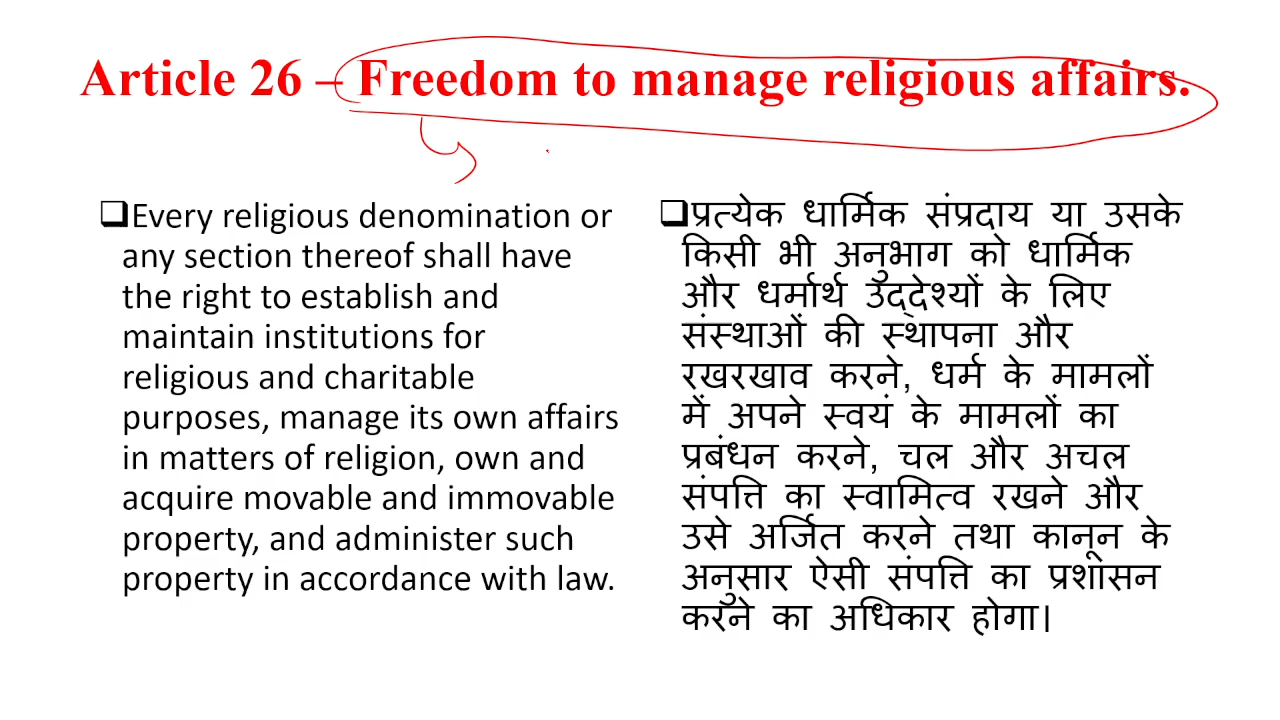 Article 26 – Freedom to manage religious affairs.
❑Every religious denomination or
any section thereof shall have
the right to establish and
maintain institutions for
religious and charitable
purposes, manage its own affairs
in matters of religion, own and
acquire movable and immovable
property, and administer such
property in accordance with law.
❑प्रत्येक धार्मिक संप्रदाय या उसके
किसी भी अनुभाग को धार्मिक
और धर्मार्थ उद्देश्यों के लिए
संस्थाओं की स्थापना और
रखरखाव करने, धर्म के मामलों
में अपने स्वयं के मामलों का
प्रबंधन करने, चल और अचल
संपत्ति का स्वामित्व रखने और
उसे अर्जित करने तथा कानून के
अनुसार ऐसी संपत्ति का प्रशासन
करने का अधिकार होगा।